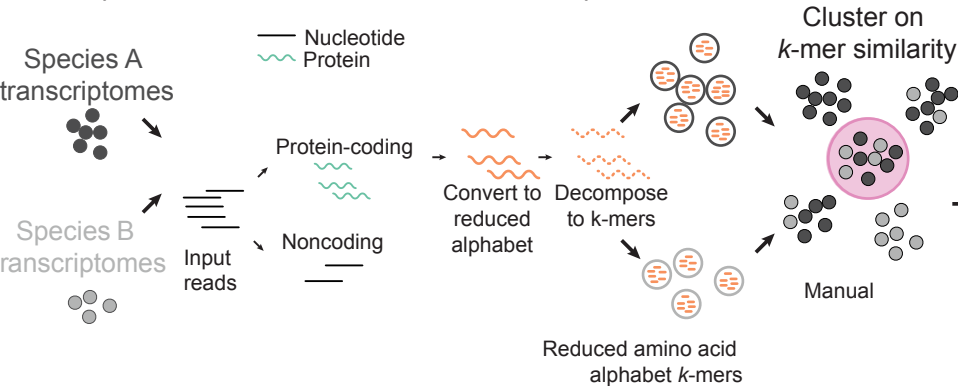 Species A
transcriptomes
Species B
ranscriptomes
Nucleotide
Protein
Input
reads
Protein-coding
Noncoding
Convert to
reduced
alphabet
Decompose
to k-mers
Reduced amino acid
alphabet k-mers
Cluster on
k-mer similarity
Manual